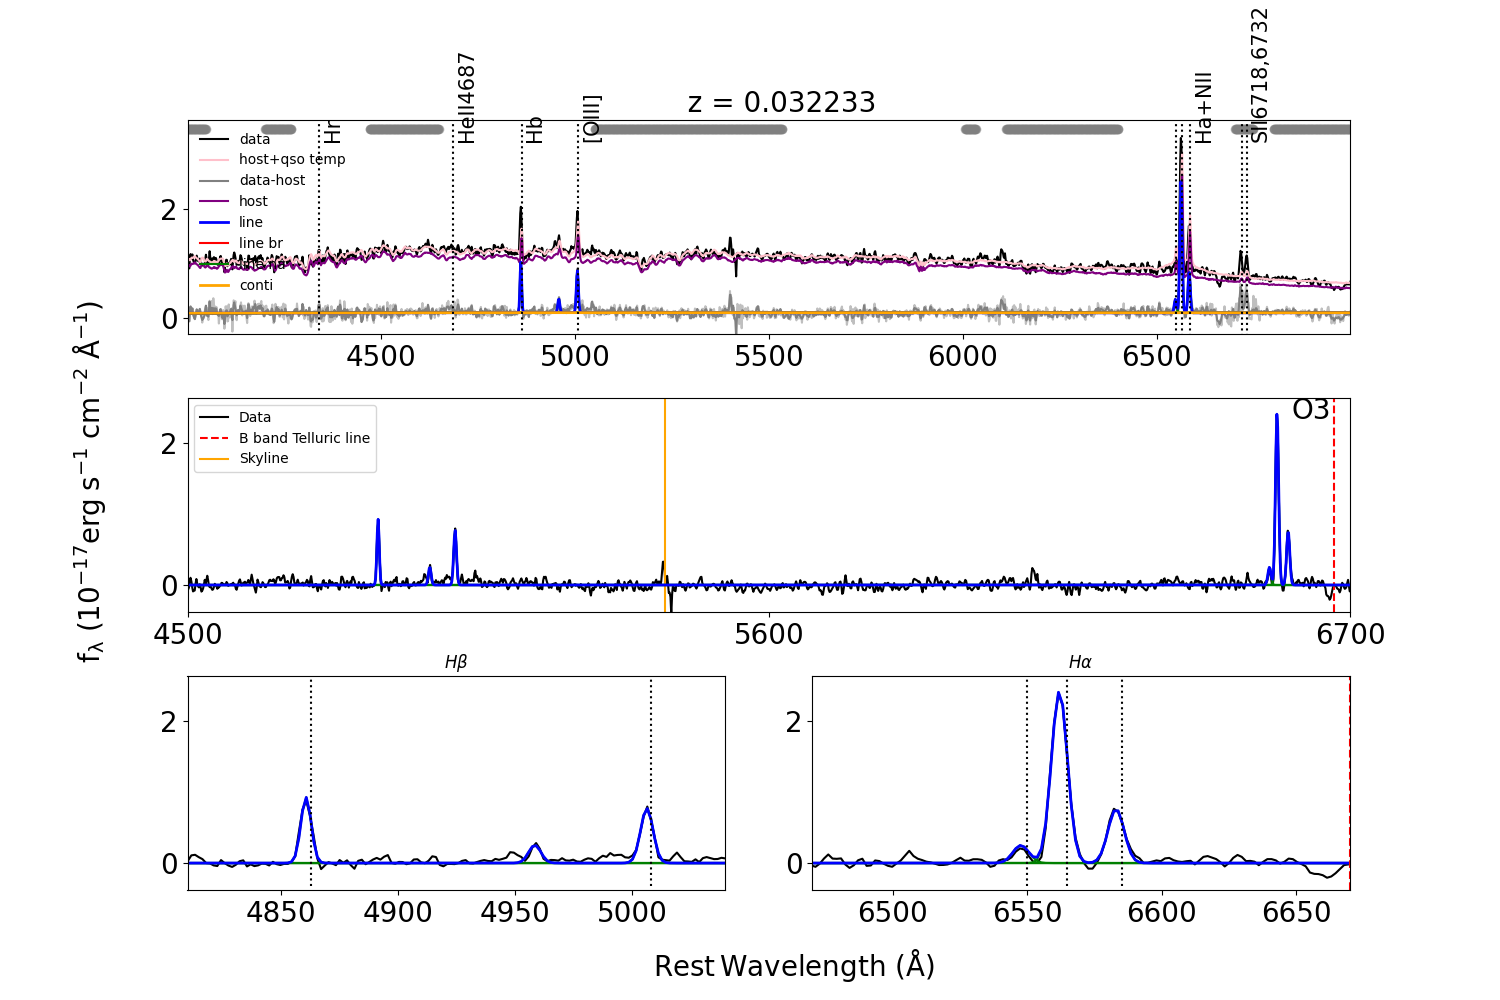 z = 0.032233
Hr
HeII4687
Hb
[OIII]
Ha+NII
SII6718,6732
data
host+qso temp
data-host
host
line
line br
conti
2
0
4500
5000
5500
6000
6500
fλ (10⁻¹⁷erg s⁻¹ cm⁻² Å⁻¹)
Data
B band Telluric line
Skyline
O3
2
0
4500
5600
6700
Hβ
2
0
4850
4900
4950
5000
Hα
2
0
6500
6550
6600
6650
Rest Wavelength (Å)